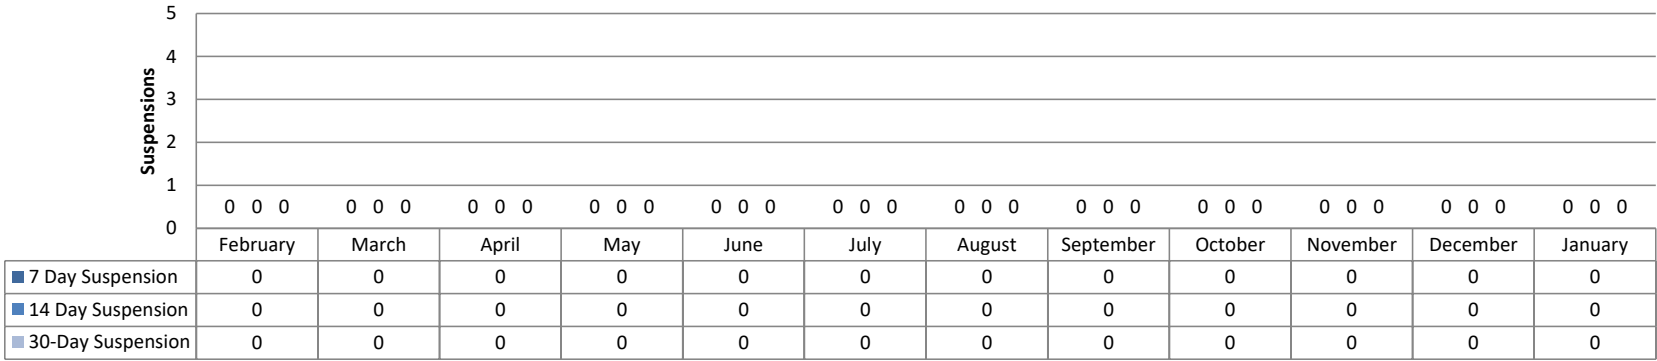 5
4
3
2
1
0
Suspensions
0 0 0 0 0 0 0 0 0 0 0 0 0 0 0 0 0 0 0 0 0 0 0 0 0 0 0 0 0 0 0 0 0 0 0 0
February March April May June July August September October November December January
7 Day Suspension 0 0 0 0 0 0 0 0 0 0 0 0
14 Day Suspension 0 0 0 0 0 0 0 0 0 0 0 0
30-Day Suspension 0 0 0 0 0 0 0 0 0 0 0 0